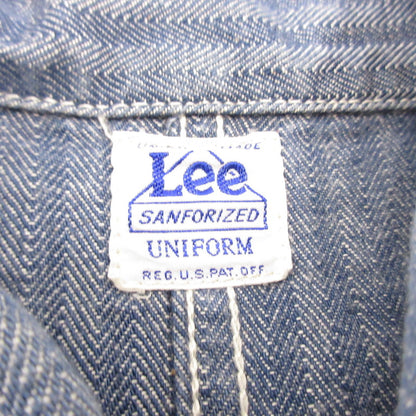 Lee
SANFORIZED
UNIFORM
REG. U.S. PAT. OFF.